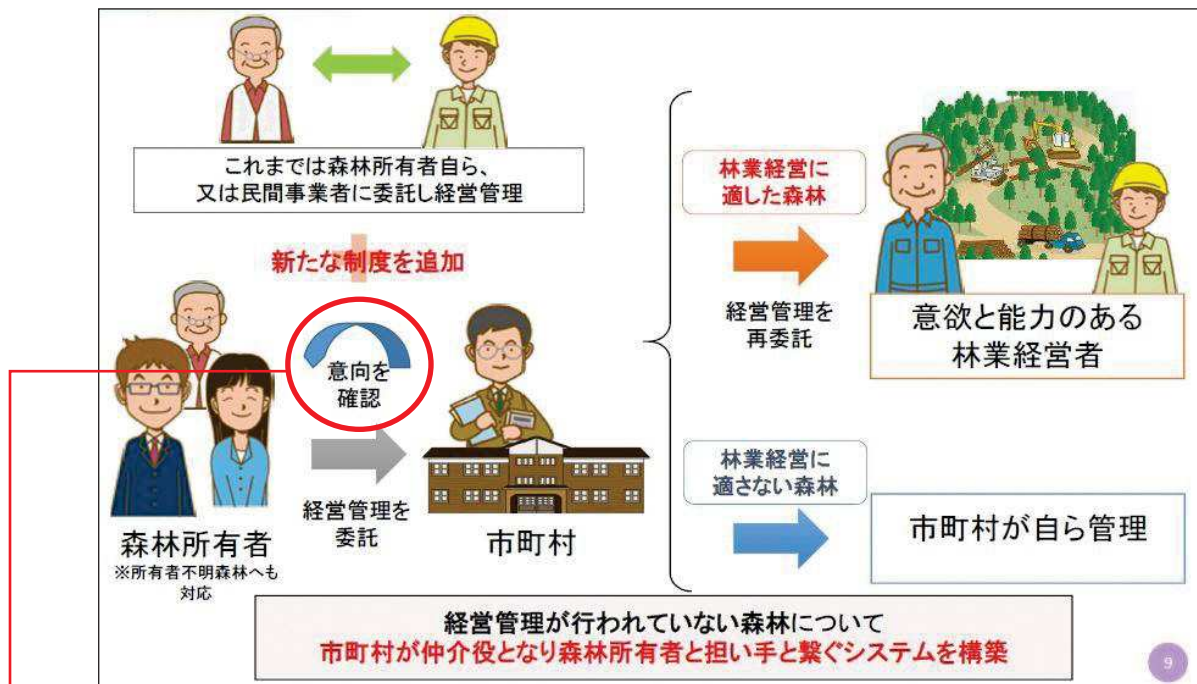 これまでは森林所有者自ら、
又は民間事業者に委託し経営管理
新たな制度を追加
意向を
確認
経営管理を
委託
森林所有者
※所有者不明森林へも
対応
市町村
林業経営に
適した森林
経営管理を
再委託
意欲と能力のある
林業経営者
林業経営に
適さない森林
市町村が自ら管理
経営管理が行われていない森林について
市町村が仲介役となり森林所有者と担い手と繋ぐシステムを構築
9